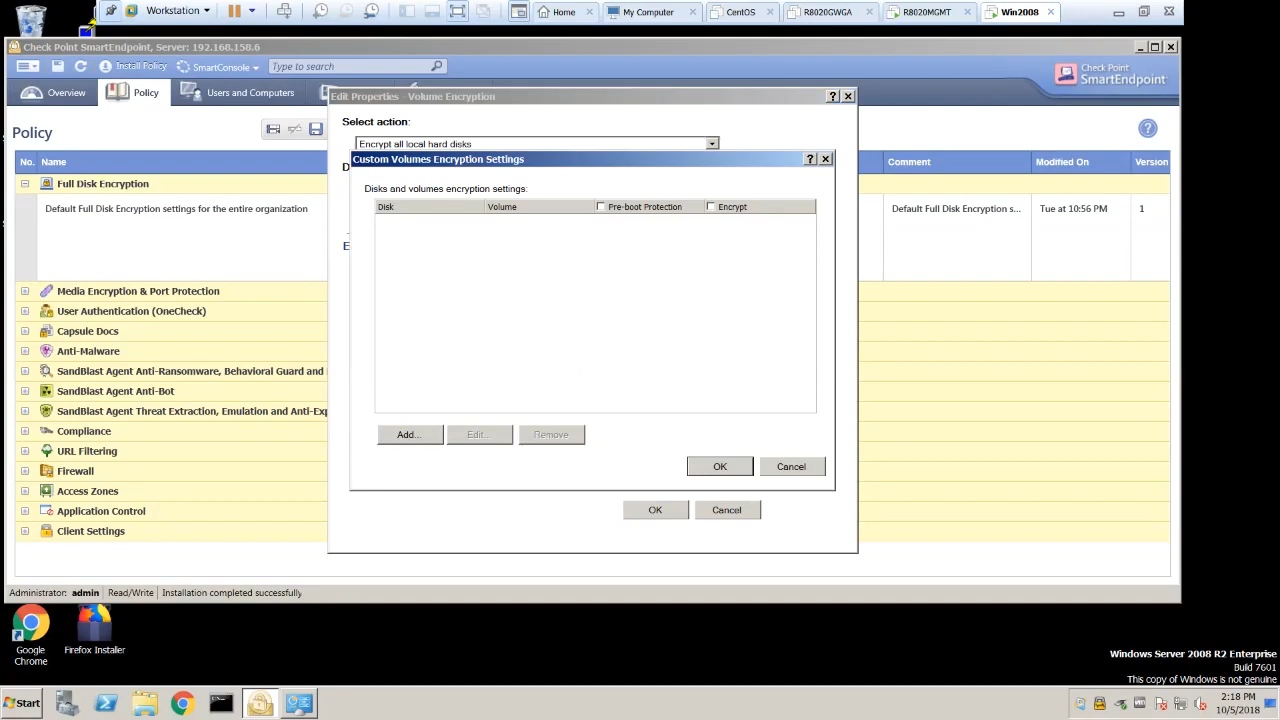 Workstation
Home
My Computer
CentOS
R8020GWGA
R8020MGMT
Win2008
Check Point SmartEndpoint, Server: 192.168.158.6
Install Policy
SmartConsole
Type to search
Check Point
SmartEndpoint
Overview
Policy
Users and Computers
Edit Properties - Volume Encryption
Select action:
Encrypt all local hard disks
Policy
No.
Name
Comment
Modified On
Version
Custom Volumes Encryption Settings
Disks and volumes encryption settings:
Disk
Volume
Pre-boot Protection
Encrypt
Full Disk Encryption
Default Full Disk Encryption settings for the entire organization
Default Full Disk Encryption s...
Tue at 10:56 PM
1
Media Encryption & Port Protection
User Authentication (OneCheck)
Capsule Docs
Anti-Malware
SandBlast Agent Anti-Ransomware, Behavioral Guard and
SandBlast Agent Anti-Bot
SandBlast Agent Threat Extraction, Emulation and Anti-Exp
Compliance
URL Filtering
Firewall
Access Zones
Application Control
Client Settings
Add...
Edit...
Remove
OK
Cancel
OK
Cancel
Administrator: admin
Read/Write
Installation completed successfully
Google
Chrome
Firefox Installer
Windows Server 2008 R2 Enterprise
Build 7601
This copy of Windows is not genuine
Start
2:18 PM
10/5/2018